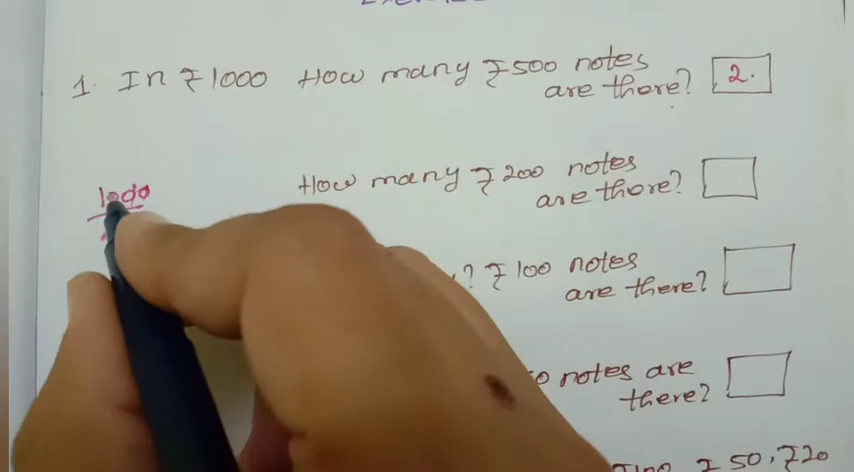 1. In ₹1000 How many ₹500 notes
are there? 2.
1000
How many ₹200 notes
are there?
? ₹100 notes
are there?
notes are
there?
₹50, ₹20